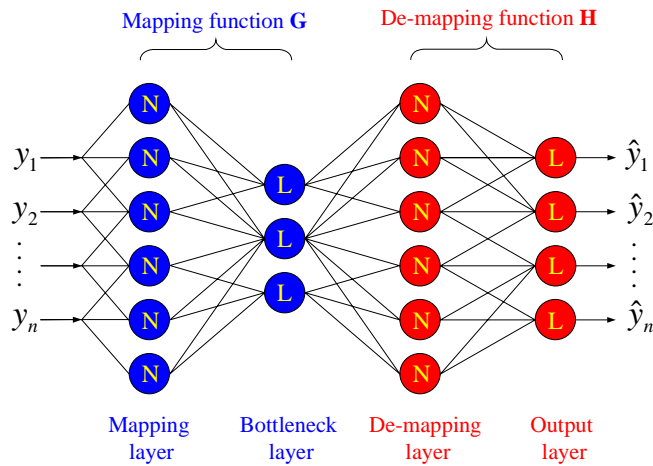 Mapping function G
De-mapping function H
N
N
N
N
N
N
L
L
L
N
N
N
N
N
N
L
L
L
L
y₁
y₂
⋮
yₙ
ŷ₁
ŷ₂
⋮
ŷₙ
Mapping
layer
Bottleneck
layer
De-mapping
layer
Output
layer